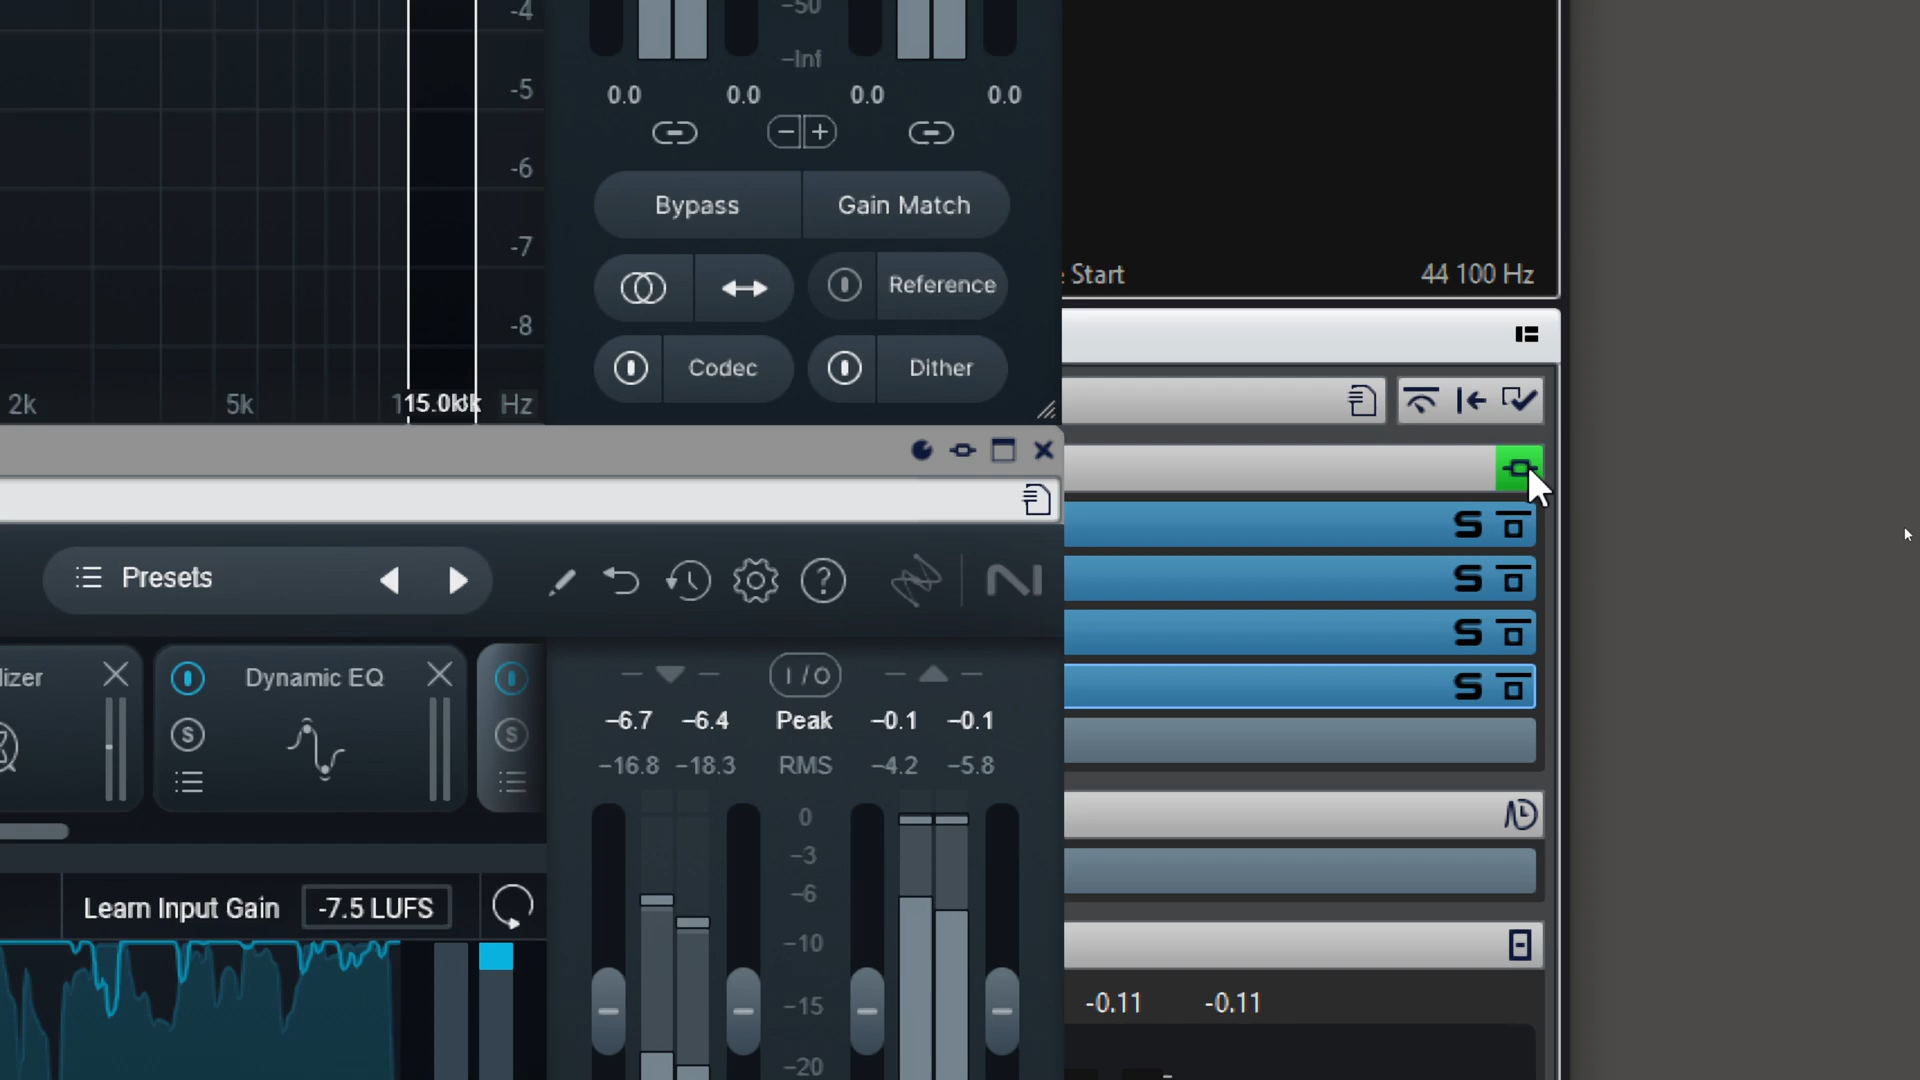 -4
-50
-Inf
-5
0.0 0.0 0.0 0.0
-6
Bypass Gain Match
-7
Start 44 100 Hz
Reference
-8
Codec Dither
2k 5k 15.0k Hz
Presets
?
I/O
lizer Dynamic EQ
-6.7 -6.4 Peak -0.1 -0.1
S S
-16.8 -18.3 RMS -4.2 -5.8
S
S
S
S
0
-3
-6
Learn Input Gain -7.5 LUFS
-10
-15
-0.11 -0.11
-20